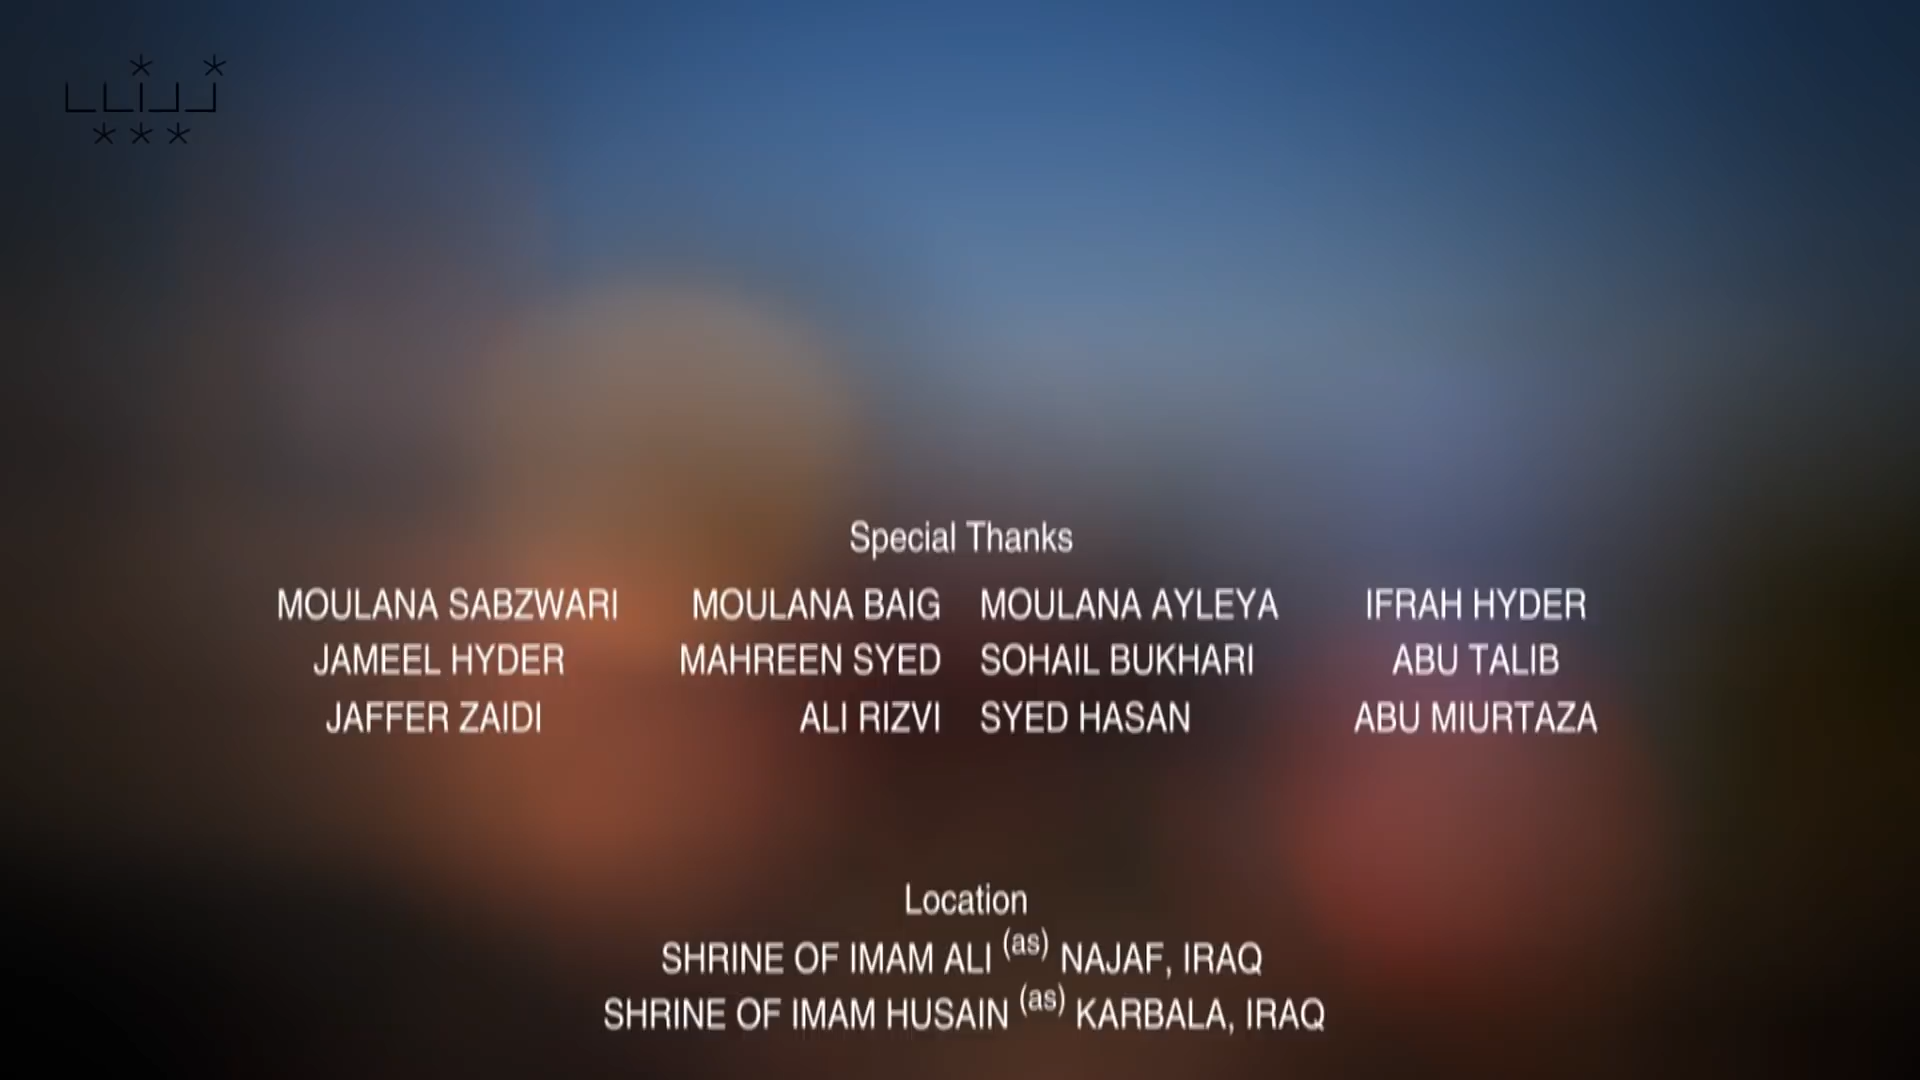 Special Thanks
MOULANA SABZWARI MOULANA BAIG MOULANA AYLEYA IFRAH HYDER
JAMEEL HYDER MAHREEN SYED SOHAIL BUKHARI ABU TALIB
JAFFER ZAIDI ALI RIZVI SYED HASAN ABU MIURTAZA
Location
SHRINE OF IMAM ALI (as) NAJAF, IRAQ
SHRINE OF IMAM HUSAIN (as) KARBALA, IRAQ